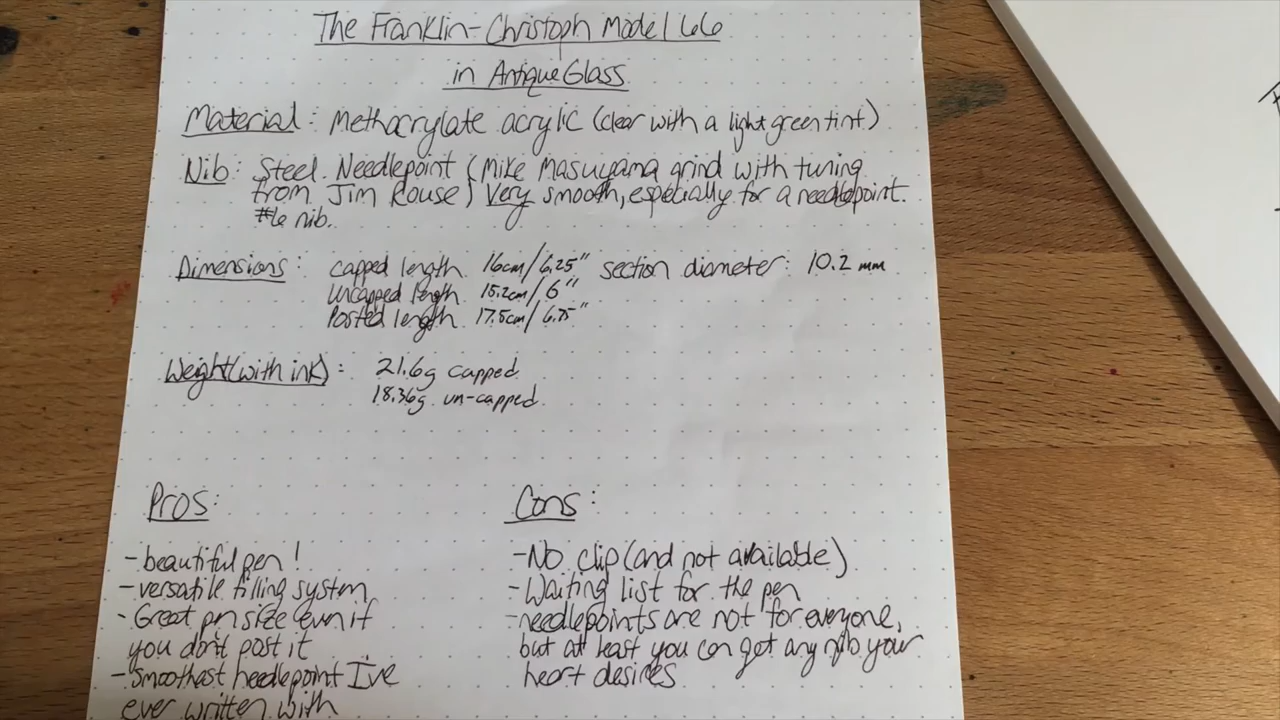 The Franklin-Christoph Model 66
in Antique Glass
Material: Methacrylate acrylic (clear with a light green tint)
Nib: Steel Needlepoint (Mike Masuyama grind with tuning
from Jim Rouse) Very smooth, especially for a needlepoint.
#6 nib.
Dimensions: capped length 16cm/6.25" section diameter: 10.2 mm
Uncapped length 15.2cm/6"
Posted length 17.5cm/6.75"
Weight (with ink): 21.6g capped
18.36g un-capped
Pros:
-beautiful pen!
-versatile filling system
-Great pen size even if
you don't post it
-Smoothest needlepoint I've
ever written with
Cons:
-No clip (and not available)
-Waiting list for the pen
-needlepoints are not for everyone,
but at least you can get any nib your
heart desires